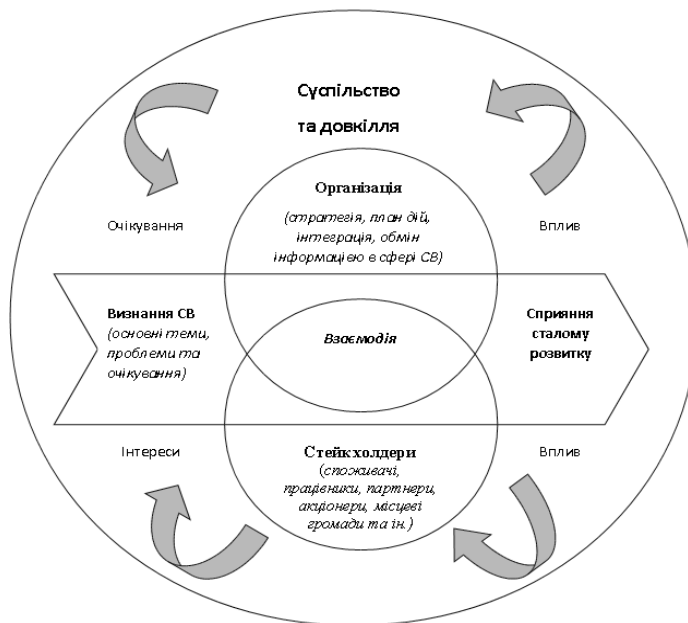 Суспільство
та довкілля
Організація
(стратегія, план дій,
інтеграція, обмін
інформацією в сфері СВ)
Очікування
Вплив
Визнання СВ
(основні теми,
проблеми та
очікування)
Взаємодія
Сприяння
сталому
розвитку
Інтереси
Стейкхолдери
(споживачі,
працівники, партнери,
акціонери, місцеві
громади та ін.)
Вплив